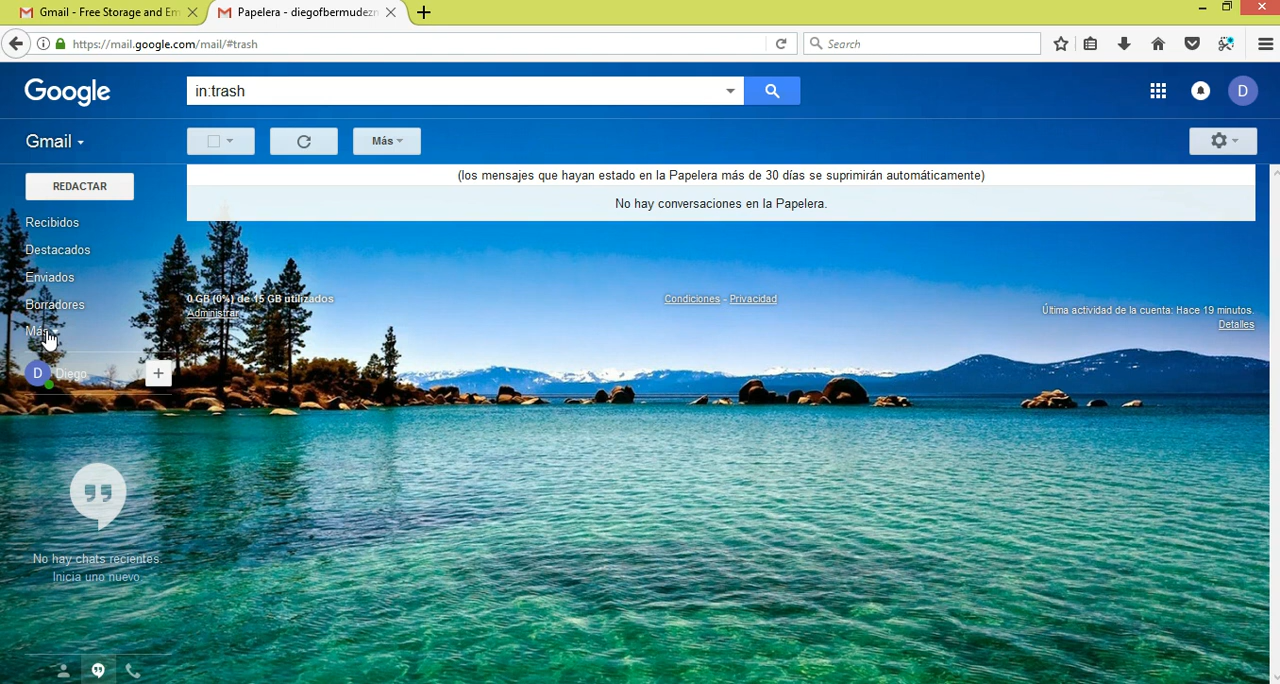 Gmail - Free Storage and Em
Papelera - diegofbermudezn
https://mail.google.com/mail/#trash
Search
Google
in:trash
D
Gmail
Más
REDACTAR
(los mensajes que hayan estado en la Papelera más de 30 días se suprimirán automáticamente)
No hay conversaciones en la Papelera.
Recibidos
Destacados
Enviados
Borradores
Más
0 GB (0%) de 15 GB utilizados
Administrar
Condiciones - Privacidad
Última actividad de la cuenta: Hace 19 minutos.
Detalles
D
Diego
No hay chats recientes.
Inicia uno nuevo